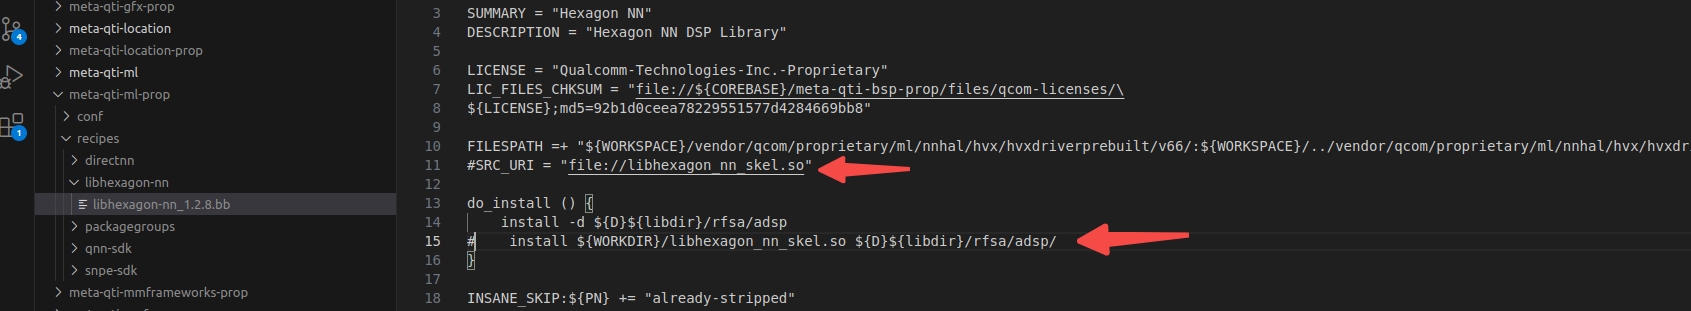 meta-qti-gfx-prop
meta-qti-location
meta-qti-location-prop
meta-qti-ml
meta-qti-ml-prop
conf
recipes
directnn
libhexagon-nn
libhexagon-nn_1.2.8.bb
packagegroups
qnn-sdk
snpe-sdk
meta-qti-mmframeworks-prop
4
1
3 SUMMARY = "Hexagon NN"
4 DESCRIPTION = "Hexagon NN DSP Library"
5
6 LICENSE = "Qualcomm-Technologies-Inc.-Proprietary"
7 LIC_FILES_CHKSUM = "file://${COREBASE}/meta-qti-bsp-prop/files/qcom-licenses/\
8 ${LICENSE};md5=92b1d0ceea78229551577d4284669bb8"
9
10 FILESPATH =+ "${WORKSPACE}/vendor/qcom/proprietary/ml/nnhal/hvx/hvxdriverprebuilt/v66/:${WORKSPACE}/../vendor/qcom/proprietary/ml/nnhal/hvx/hvxdri
11 #SRC_URI = "file://libhexagon_nn_skel.so"
12
13 do_install () {
14     install -d ${D}${libdir}/rfsa/adsp
15 #    install ${WORKDIR}/libhexagon_nn_skel.so ${D}${libdir}/rfsa/adsp/
16 }
17
18 INSANE_SKIP:${PN} += "already-stripped"